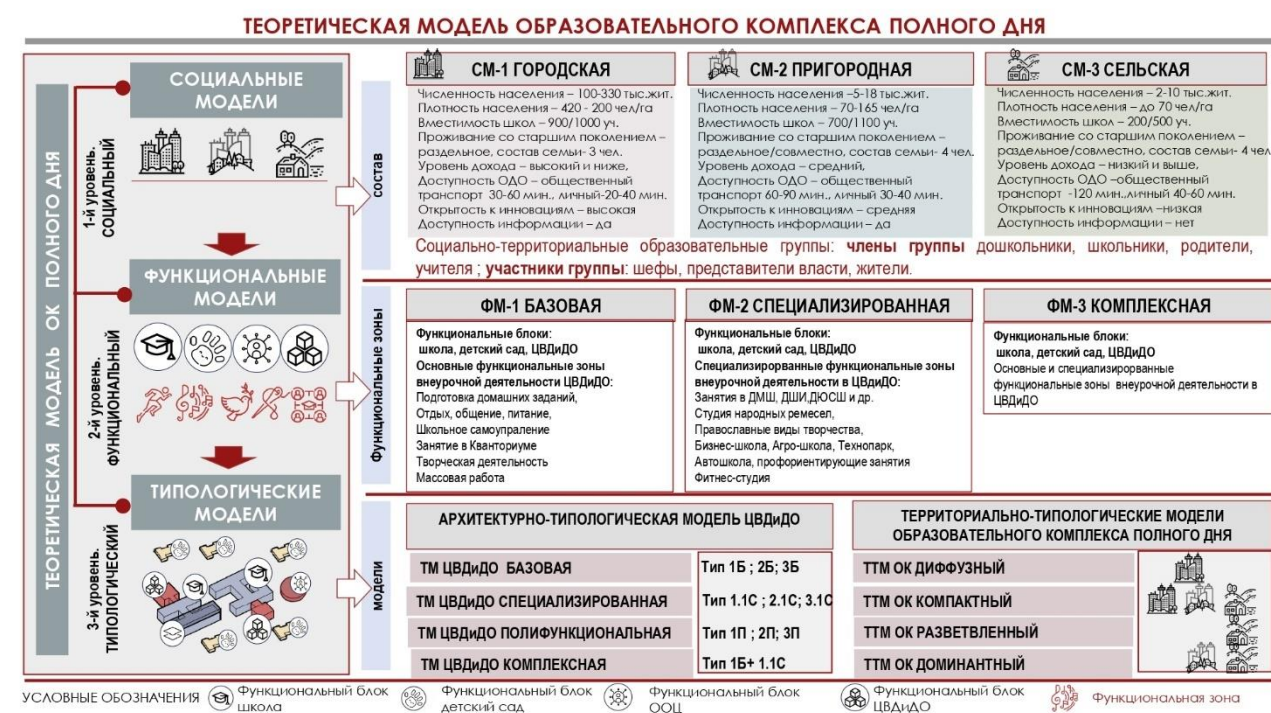 ТЕОРЕТИЧЕСКАЯ МОДЕЛЬ ОБРАЗОВАТЕЛЬНОГО КОМПЛЕКСА ПОЛНОГО ДНЯ
ТЕОРЕТИЧЕСКАЯ МОДЕЛЬ ОК ПОЛНОГО ДНЯ
1-й уровень.
СОЦИАЛЬНЫЙ
СОЦИАЛЬНЫЕ
МОДЕЛИ
2-й уровень.
ФУНКЦИОНАЛЬНЫЙ
ФУНКЦИОНАЛЬНЫЕ
МОДЕЛИ
3-й уровень.
ТИПОЛОГИЧЕСКИЙ
ТИПОЛОГИЧЕСКИЕ
МОДЕЛИ
состав
СМ-1 ГОРОДСКАЯ
Численность населения – 100-330 тыс.жит.
Плотность населения – 420 - 200 чел/га
Вместимость школ – 900/1000 уч.
Проживание со старшим поколением –
раздельное, состав семьи- 3 чел.
Уровень дохода – высокий и ниже,
Доступность ОДО – общественный
транспорт 30-60 мин., личный-20-40 мин.
Открытость к инновациям – высокая
Доступность информации – да
СМ-2 ПРИГОРОДНАЯ
Численность населения –5-18 тыс.жит.
Плотность населения – 70-165 чел/га
Вместимость школ – 700/1100 уч.
Проживание со старшим поколением –
раздельное/совместно, состав семьи- 4 чел.
Уровень дохода – средний,
Доступность ОДО – общественный
транспорт 60-90 мин., личный 30-40 мин.
Открытость к инновациям – средняя
Доступность информации – да
СМ-3 СЕЛЬСКАЯ
Численность населения – 2-10 тыс.жит.
Плотность населения – до 70 чел/га
Вместимость школ – 200/500 уч.
Проживание со старшим поколением –
раздельное/совместно, состав семьи- 4 чел
Уровень дохода – низкий и выше,
Доступность ОДО –общественный
транспорт -120 мин.,личный 40-60 мин.
Открытость к инновациям –низкая
Доступность информации – нет
Социально-территориальные образовательные группы: члены группы дошкольники, школьники, родители,
учителя ; участники группы: шефы, представители власти, жители.
Функциональные зоны
ФМ-1 БАЗОВАЯ
Функциональные блоки:
школа, детский сад, ЦВДиДО
Основные функциональные зоны
внеурочной деятельности ЦВДиДО:
Подготовка домашних заданий,
Отдых, общение, питание,
Школьное самоупраление
Занятие в Кванториуме
Творческая деятельность
Массовая работа
ФМ-2 СПЕЦИАЛИЗИРОВАННАЯ
Функциональные блоки:
школа, детский сад, ЦВДиДО
Специализирорванные функциональные зоны
внеурочной деятельности в ЦВДиДО:
Занятия в ДМШ, ДШИ,ДЮСШ и др.
Студия народных ремесел,
Православные виды творчества,
Бизнес-школа, Агро-школа, Технопарк,
Автошкола, профориентирующие занятия
Фитнес-студия
ФМ-3 КОМПЛЕКСНАЯ
Функциональные блоки:
школа, детский сад, ЦВДиДО
Основные и специализированные
функциональные зоны внеурочной деятельности в
ЦВДиДО
модели
АРХИТЕКТУРНО-ТИПОЛОГИЧЕСКАЯ МОДЕЛЬ ЦВДиДО
ТМ ЦВДиДО БАЗОВАЯ
Тип 1Б ; 2Б; 3Б
ТМ ЦВДиДО СПЕЦИАЛИЗИРОВАННАЯ
Тип 1.1С ; 2.1С; 3.1С
ТМ ЦВДиДО ПОЛИФУНКЦИОНАЛЬНАЯ
Тип 1П ; 2П; 3П
ТМ ЦВДиДО КОМПЛЕКСНАЯ
Тип 1Б+ 1.1С
ТЕРРИТОРИАЛЬНО-ТИПОЛОГИЧЕСКИЕ МОДЕЛИ
ОБРАЗОВАТЕЛЬНОГО КОМПЛЕКСА ПОЛНОГО ДНЯ
ТТМ ОК ДИФФУЗНЫЙ
ТТМ ОК КОМПАКТНЫЙ
ТТМ ОК РАЗВЕТВЛЕННЫЙ
ТТМ ОК ДОМИНАНТНЫЙ
УСЛОВНЫЕ ОБОЗНАЧЕНИЯ
Функциональный блок
школа
Функциональный блок
детский сад
Функциональный блок
ООЦ
Функциональный блок
ЦВДиДО
Функциональная зона